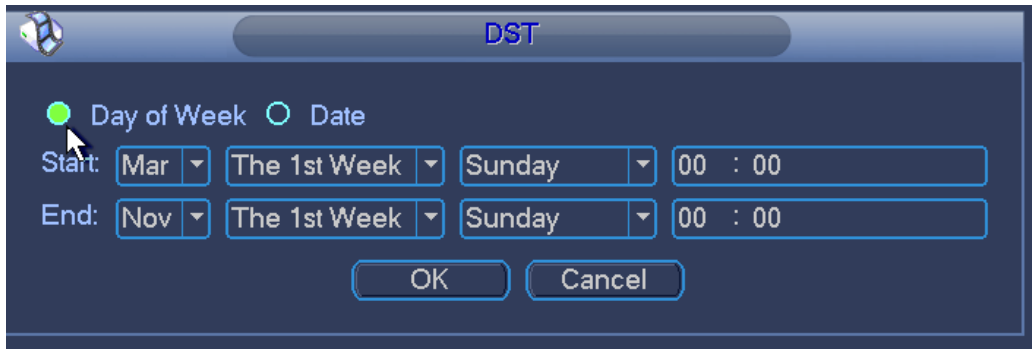 DST
Day of Week Date
Start: Mar The 1st Week Sunday 00 : 00
End: Nov The 1st Week Sunday 00 : 00
OK Cancel